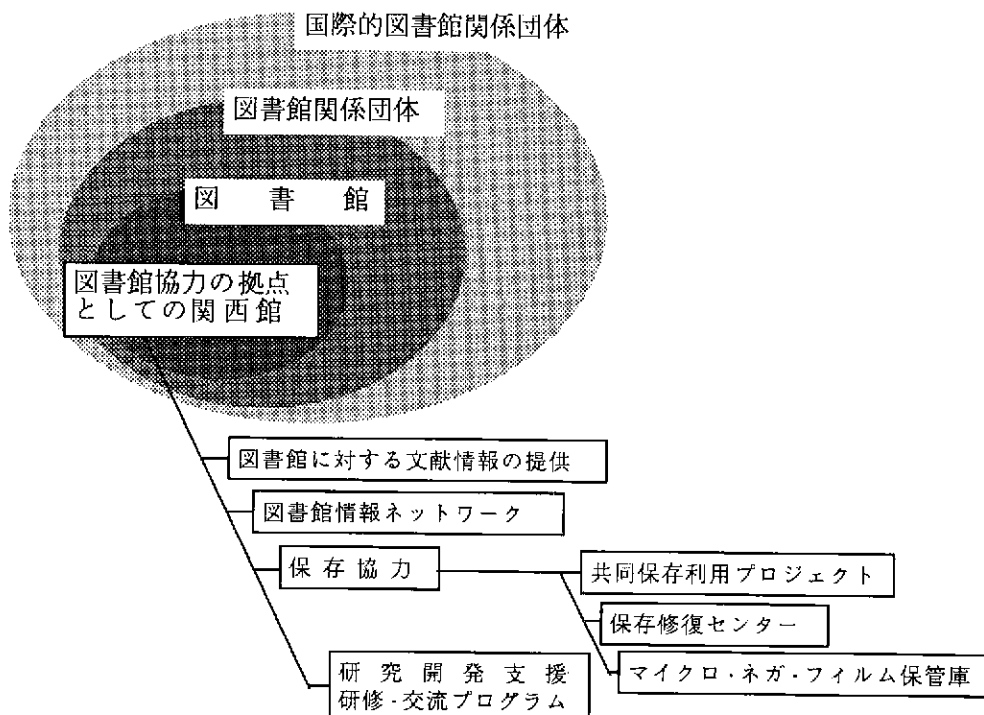 国際的図書館関係団体
図書館関係団体
図書館
図書館協力の拠点
としての関西館
図書館に対する文献情報の提供
図書館情報ネットワーク
保存協力
共同保存利用プロジェクト
保存修復センター
マイクロ・ネガ・フィルム保管庫
研究開発支援
研修・交流プログラム